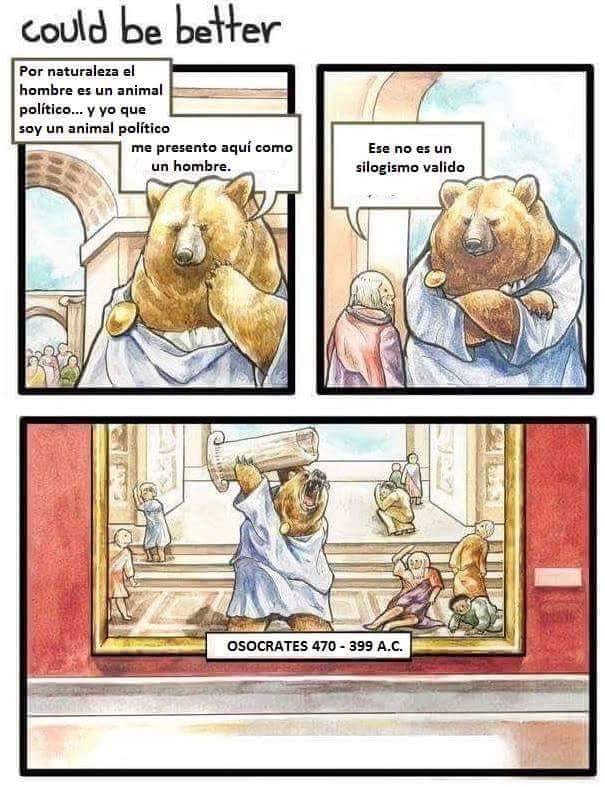 could be better
Por naturaleza el
hombre es un animal
político... y yo que
soy un animal político
me presento aquí como
un hombre.
Ese no es un
silogismo valido
OSOCRATES 470 - 399 A.C.